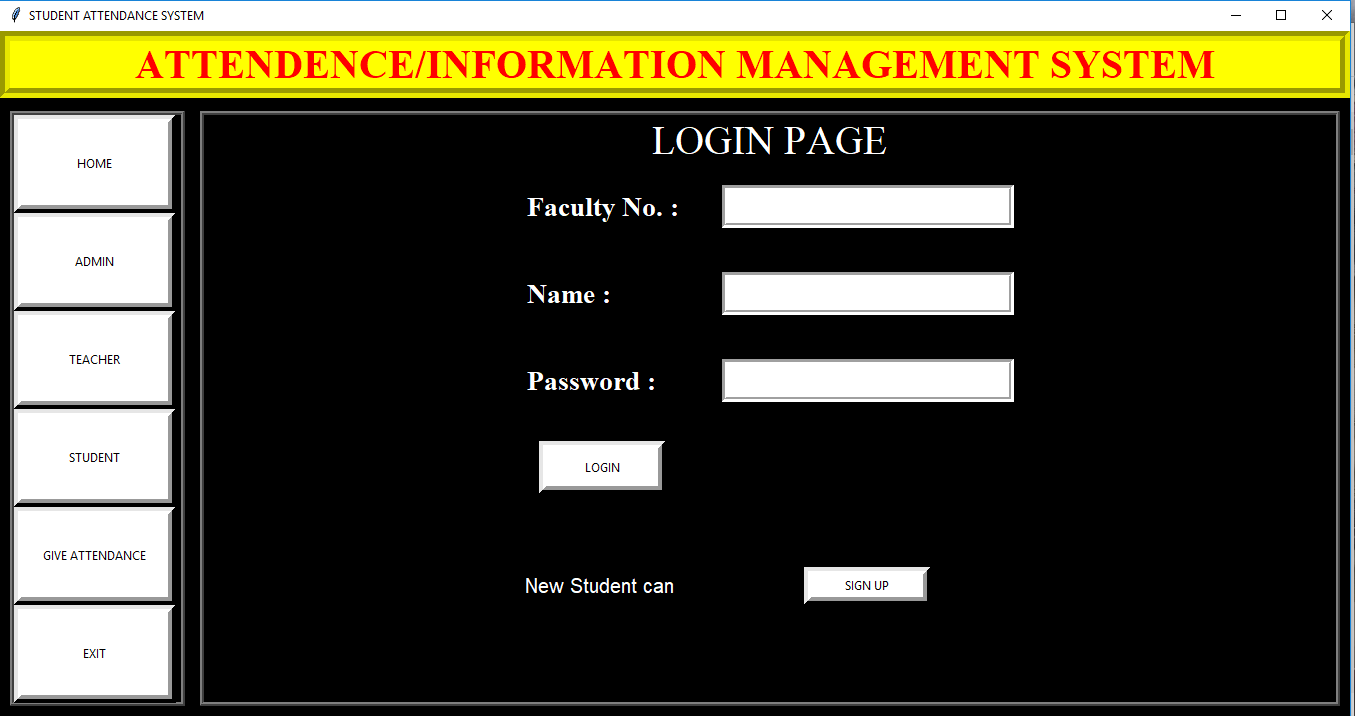 STUDENT ATTENDANCE SYSTEM
ATTENDENCE/INFORMATION MANAGEMENT SYSTEM
HOME
ADMIN
TEACHER
STUDENT
GIVE ATTENDANCE
EXIT
LOGIN PAGE
Faculty No. :
Name :
Password :
LOGIN
New Student can
SIGN UP